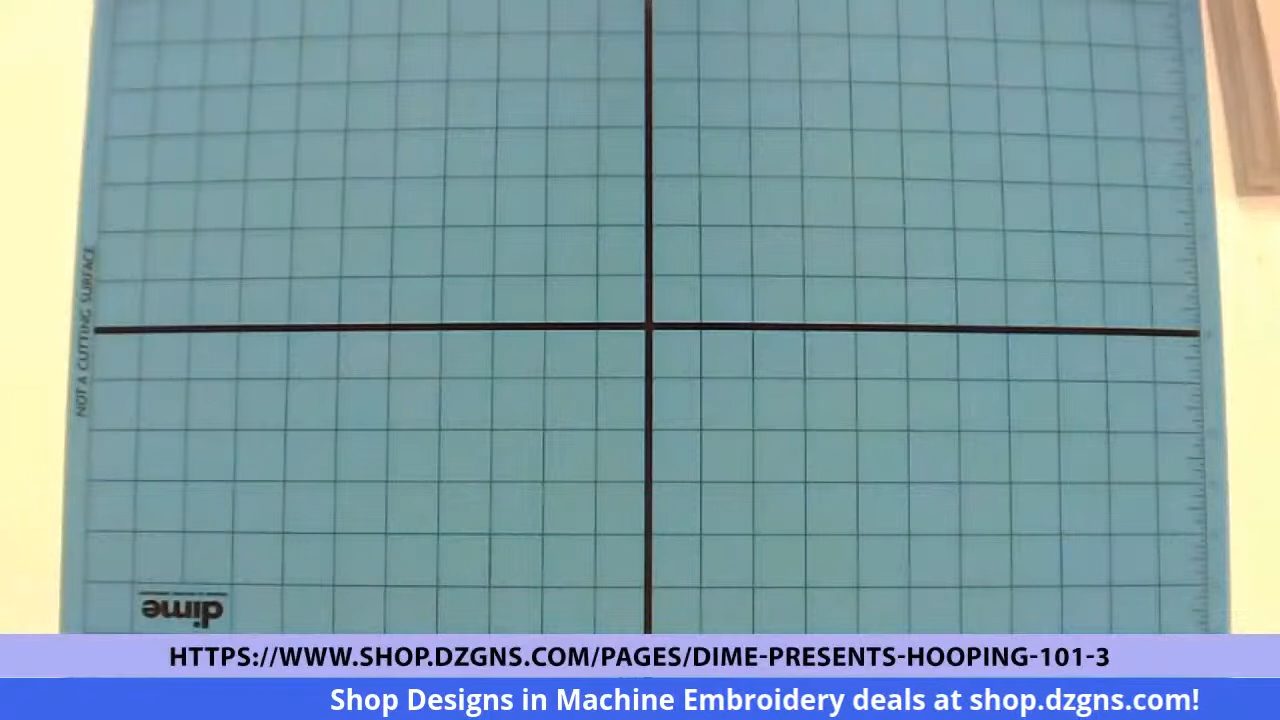 NOT A CUTTING SURFACE
dime
HTTPS://WWW.SHOP.DZGNS.COM/PAGES/DIME-PRESENTS-HOOPING-101-3
Shop Designs in Machine Embroidery deals at shop.dzgns.com!